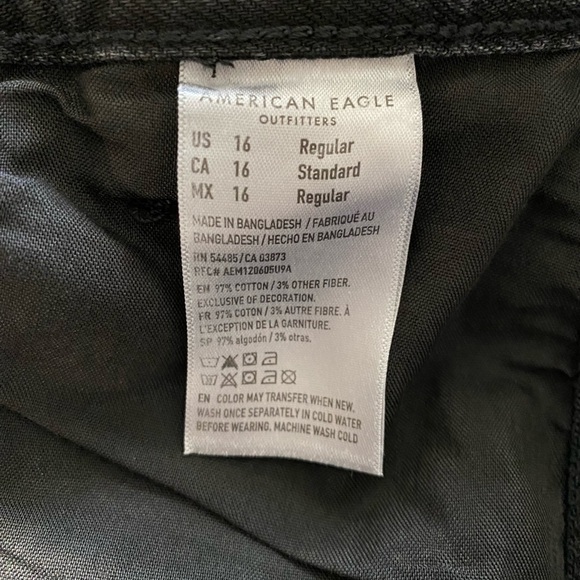 AMERICAN EAGLE
OUTFITTERS
US 16 Regular
CA 16 Standard
MX 16 Regular
MADE IN BANGLADESH / FABRIQUÉ AU
BANGLADESH / HECHO EN BANGLADESH
RN 54485/CA 03873
RFC# AEM120605U9A
EN 97% COTTON / 3% OTHER FIBER.
EXCLUSIVE OF DECORATION.
FR 97% COTON / 3% AUTRE FIBRE. À
L'EXCEPTION DE LA GARNITURE.
SP 97% algodón / 3% otras.
EN COLOR MAY TRANSFER WHEN NEW.
WASH ONCE SEPARATELY IN COLD WATER
BEFORE WEARING. MACHINE WASH COLD